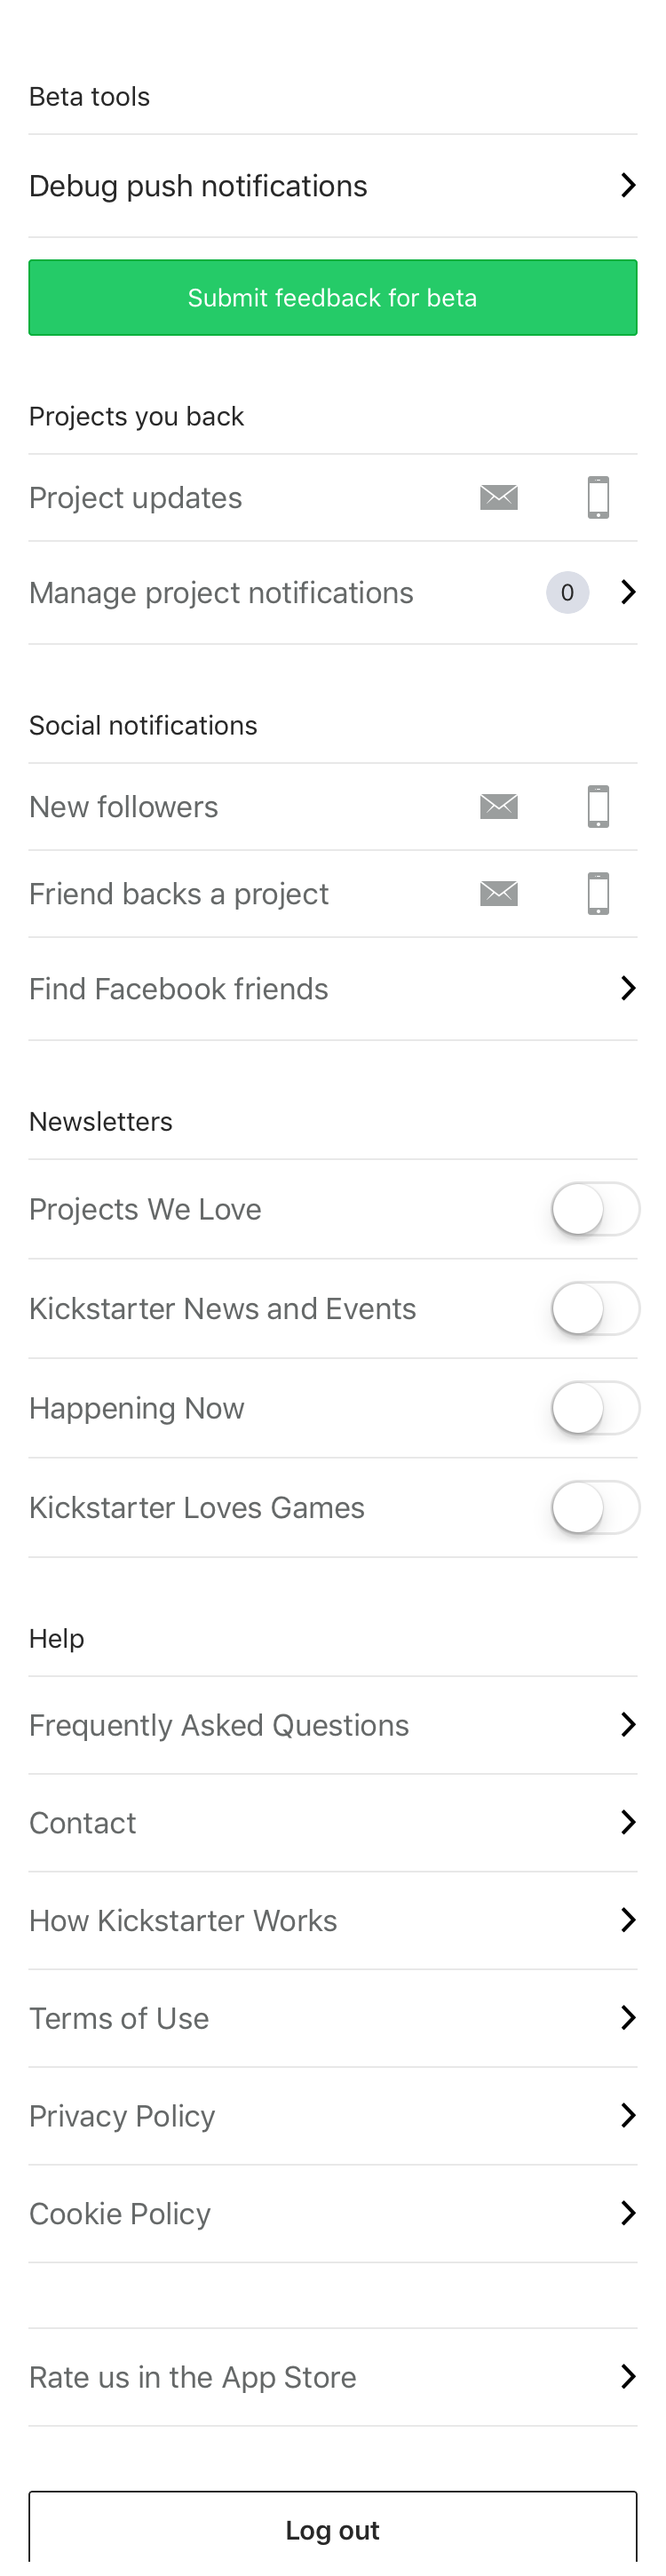 Beta tools
Debug push notifications
Submit feedback for beta
Projects you back
Project updates
Manage project notifications 0
Social notifications
New followers
Friend backs a project
Find Facebook friends
Newsletters
Projects We Love
Kickstarter News and Events
Happening Now
Kickstarter Loves Games
Help
Frequently Asked Questions
Contact
How Kickstarter Works
Terms of Use
Privacy Policy
Cookie Policy
Rate us in the App Store
Log out